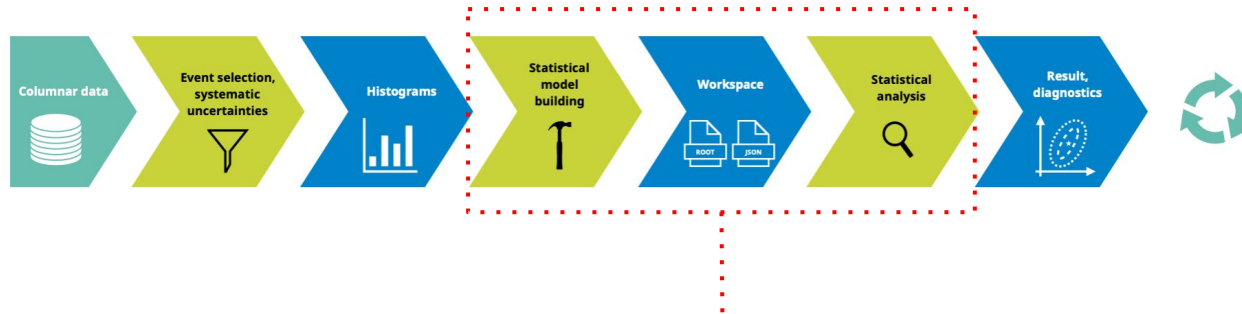 Columnar data
Event selection,
systematic
uncertainties
Histograms
Statistical
model
building
Workspace
ROOT
JSON
Statistical
analysis
Result,
diagnostics